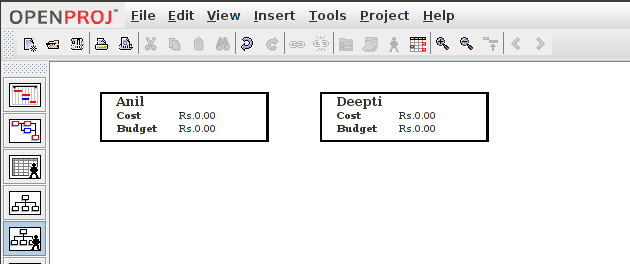 OPENPROJ™ File Edit View Insert Tools Project Help
Anil
Cost Rs.0.00
Budget Rs.0.00
Deepti
Cost Rs.0.00
Budget Rs.0.00